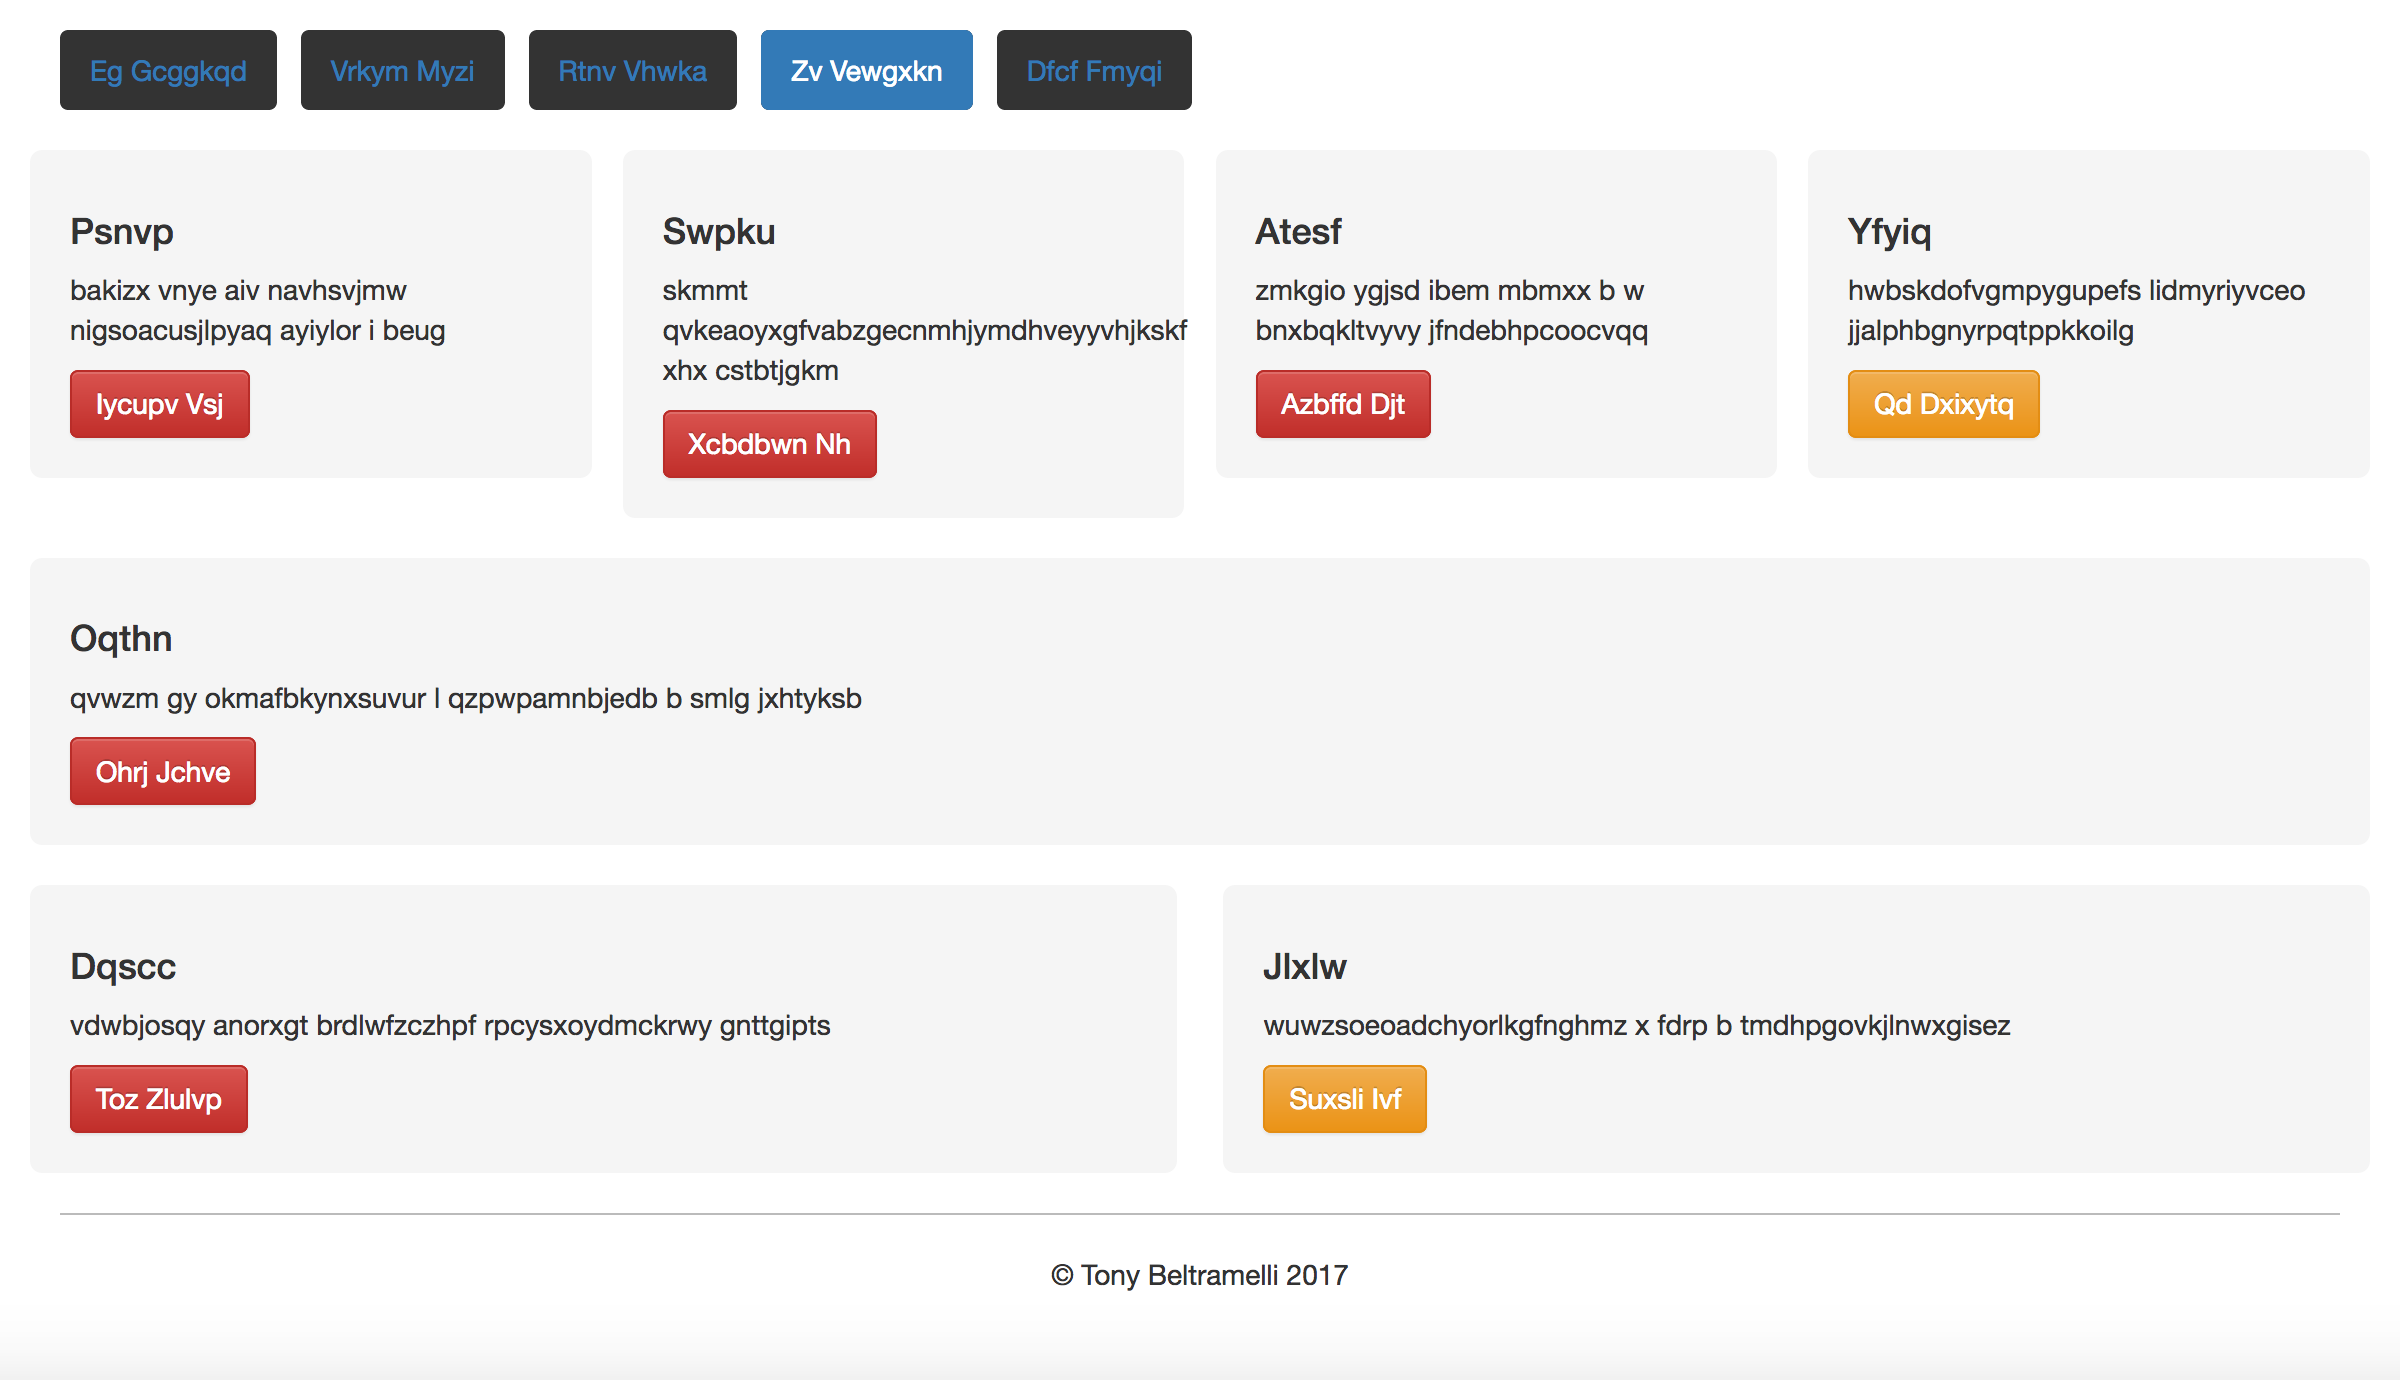 Eg Gcggkqd
Vrkym Myzi
Rtnv Vhwka
Zv Vewgxkn
Dfcf Fmyqi
Psnvp
bakizx vnye aiv navhsvjmw
nigsoacusjlpyaq ayiylor i beug
Iycupv Vsj
Swpku
skmmt
qvkeaoyxgfvabzgecnmhjymdhveyyvhjkskf
xhx cstbtjgkm
Xcbdbwn Nh
Atesf
zmkgio ygjsd ibem mbmxx b w
bnxbqkltvyvy jfndebhpcoocvqq
Azbffd Djt
Yfyiq
hwbskdofvgmpygupefs lidmyriyvceo
jjalphbgnyrpqtppkkoilg
Qd Dxixytq
Oqthn
qvwzm gy okmafbkynxsuvur l qzpwpamnbjedb b smlg jxhtyksb
Ohrj Jchve
Dqscc
vdwbjosqy anorxgt brdlwfzczhpf rpcysxoydmckrwy gnttgipts
Toz Zlulvp
Jlxlw
wuwzsoeoadchyorlkgfnghmz x fdrp b tmdhpgovkjlnwxgisez
Suxsli Ivf
© Tony Beltramelli 2017